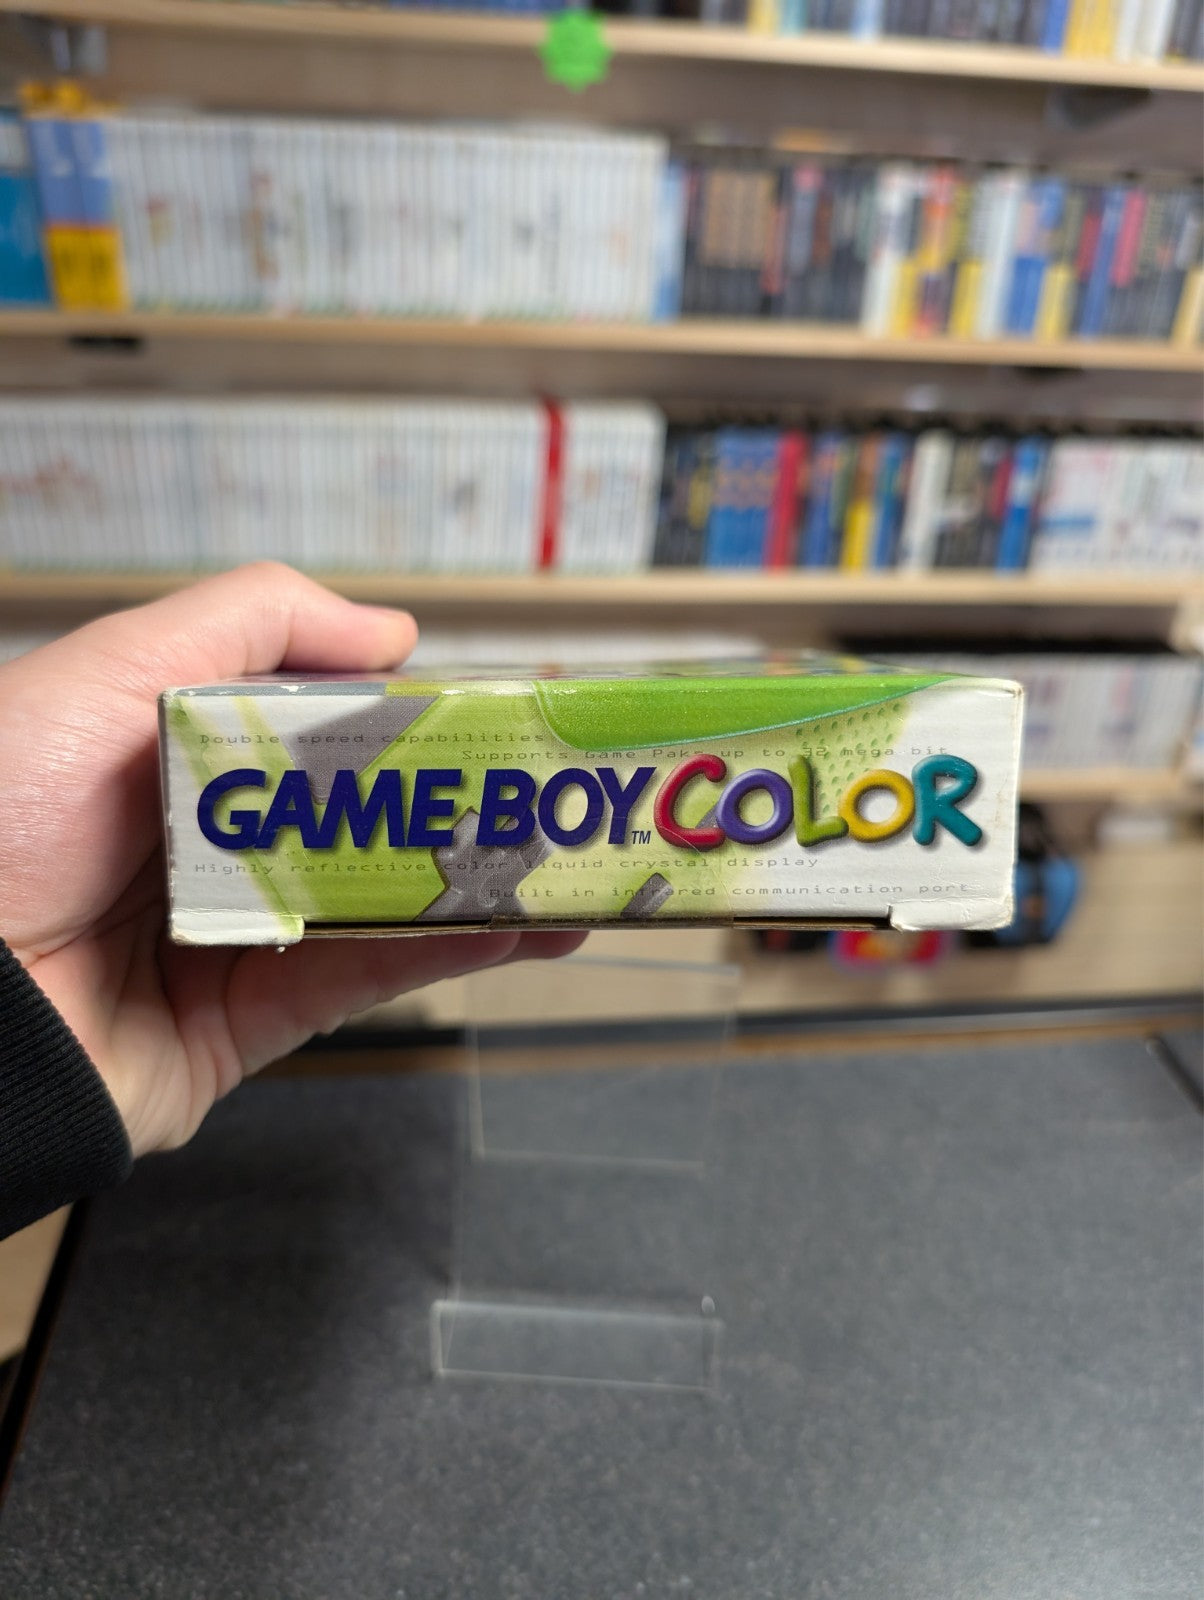 Double speed capabilities
Supports Game Paks up to 32 mega bit
GAME BOY COLOR
TM
Highly reflective color liquid crystal display
Built in infrared communication port